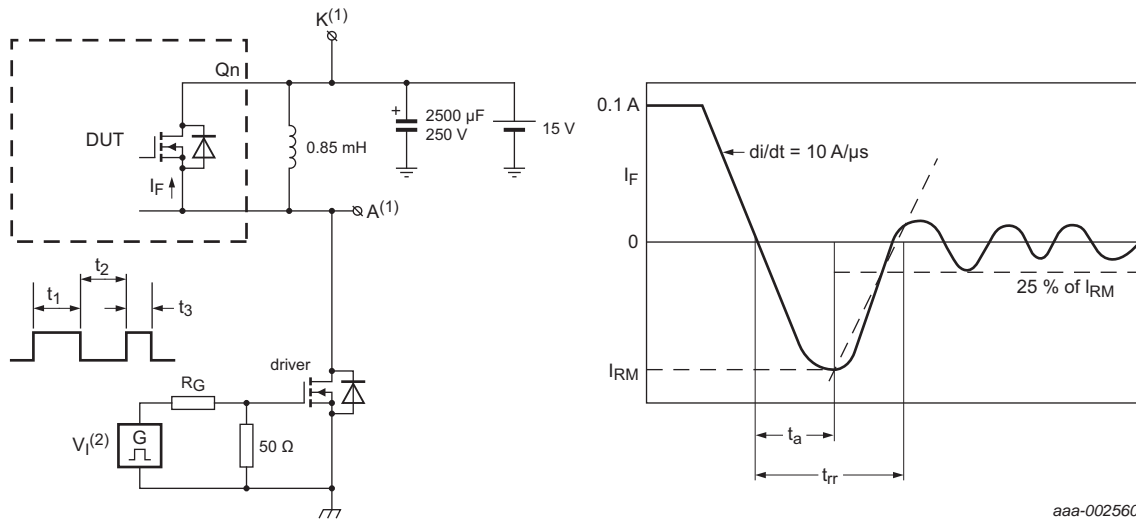 K(1)
Qn
DUT
IF
0.85 mH
+
2500 µF
250 V
15 V
A(1)
t2
t1
t3
driver
RG
VI(2)
G
50 Ω
0.1 A
di/dt = 10 A/µs
IF
0
25 % of IRM
IRM
ta
trr
aaa-002560